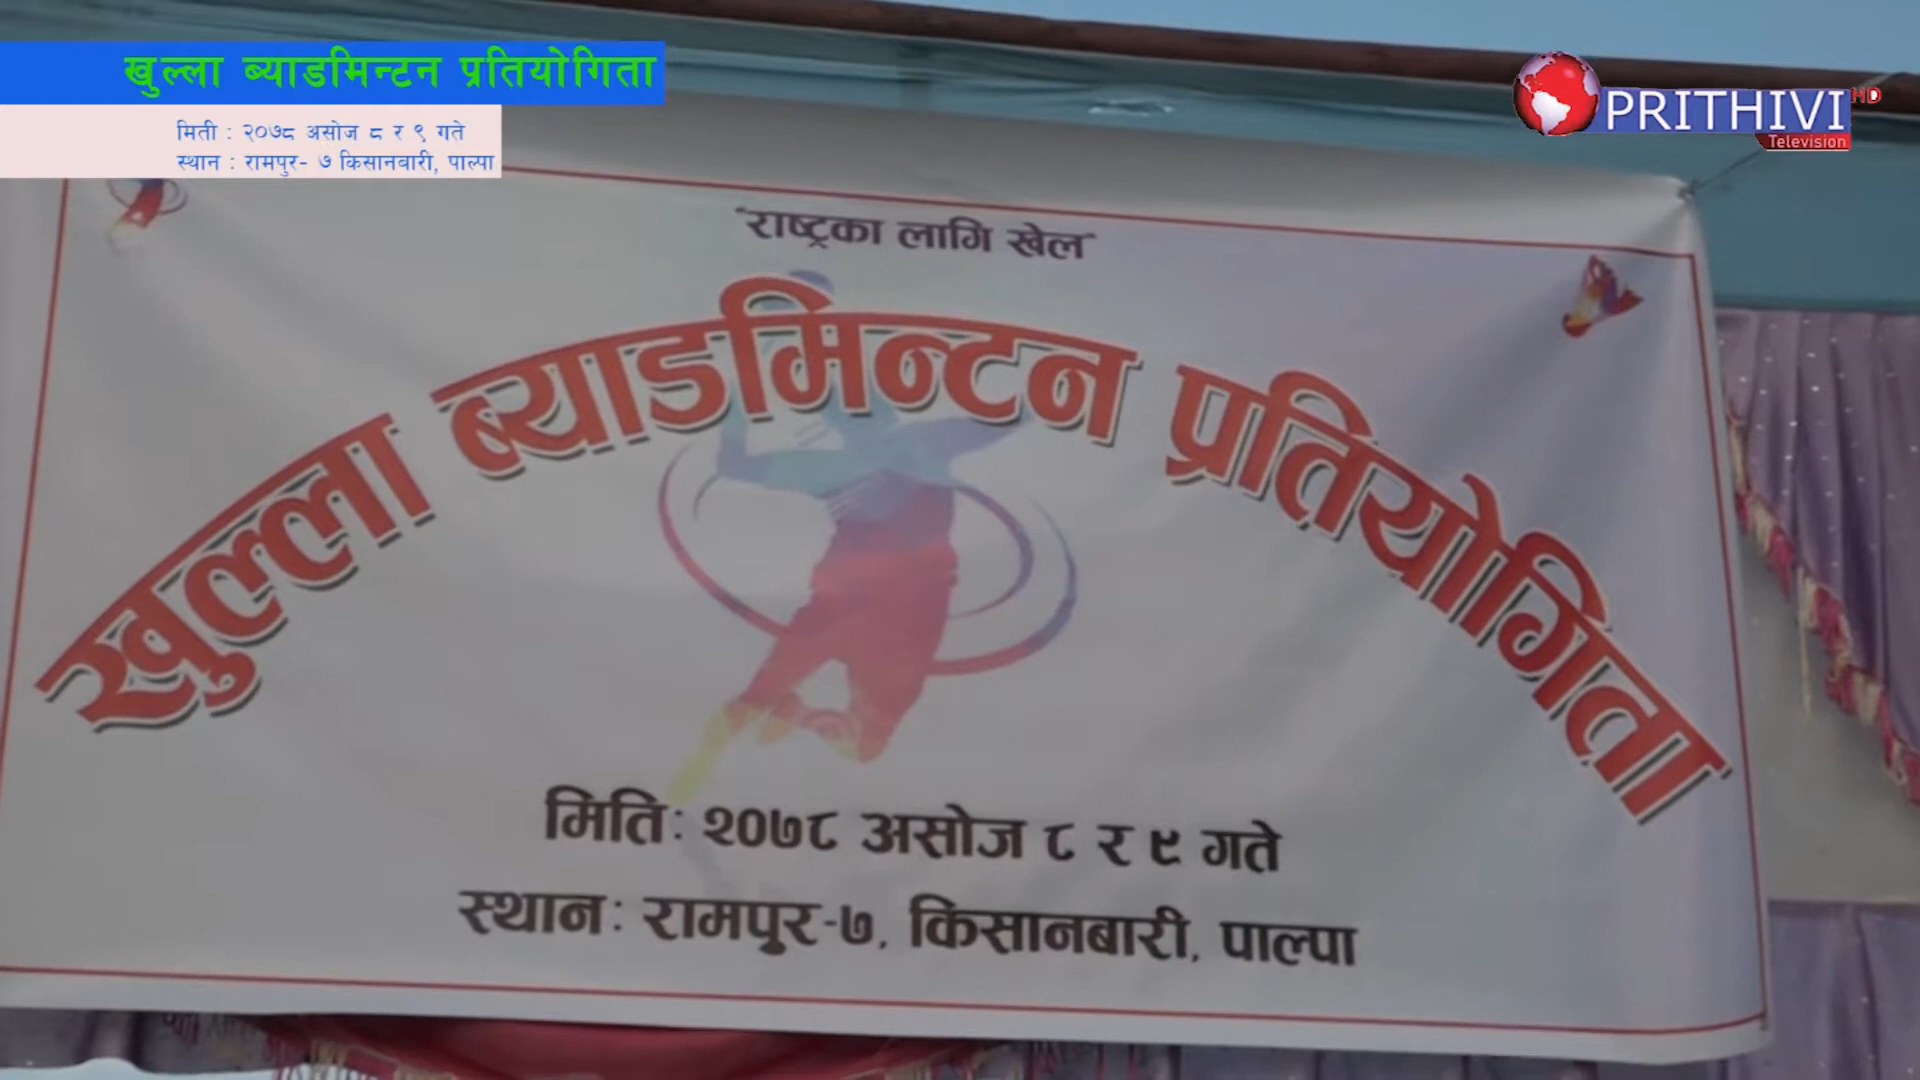 खुल्ला ब्याडमिन्टन प्रतियोगिता
मिती : २०७८ असोज ८ र ९ गते
स्थान : रामपुर- ७ किसानबारी, पाल्पा
PRITHIVI HD
Television
"राष्ट्रका लागि खेल"
खुल्ला ब्याडमिन्टन प्रतियोगिता
मिति: २०७८ असोज ८ र ९ गते
स्थान: रामपुर-७, किसानबारी, पाल्पा